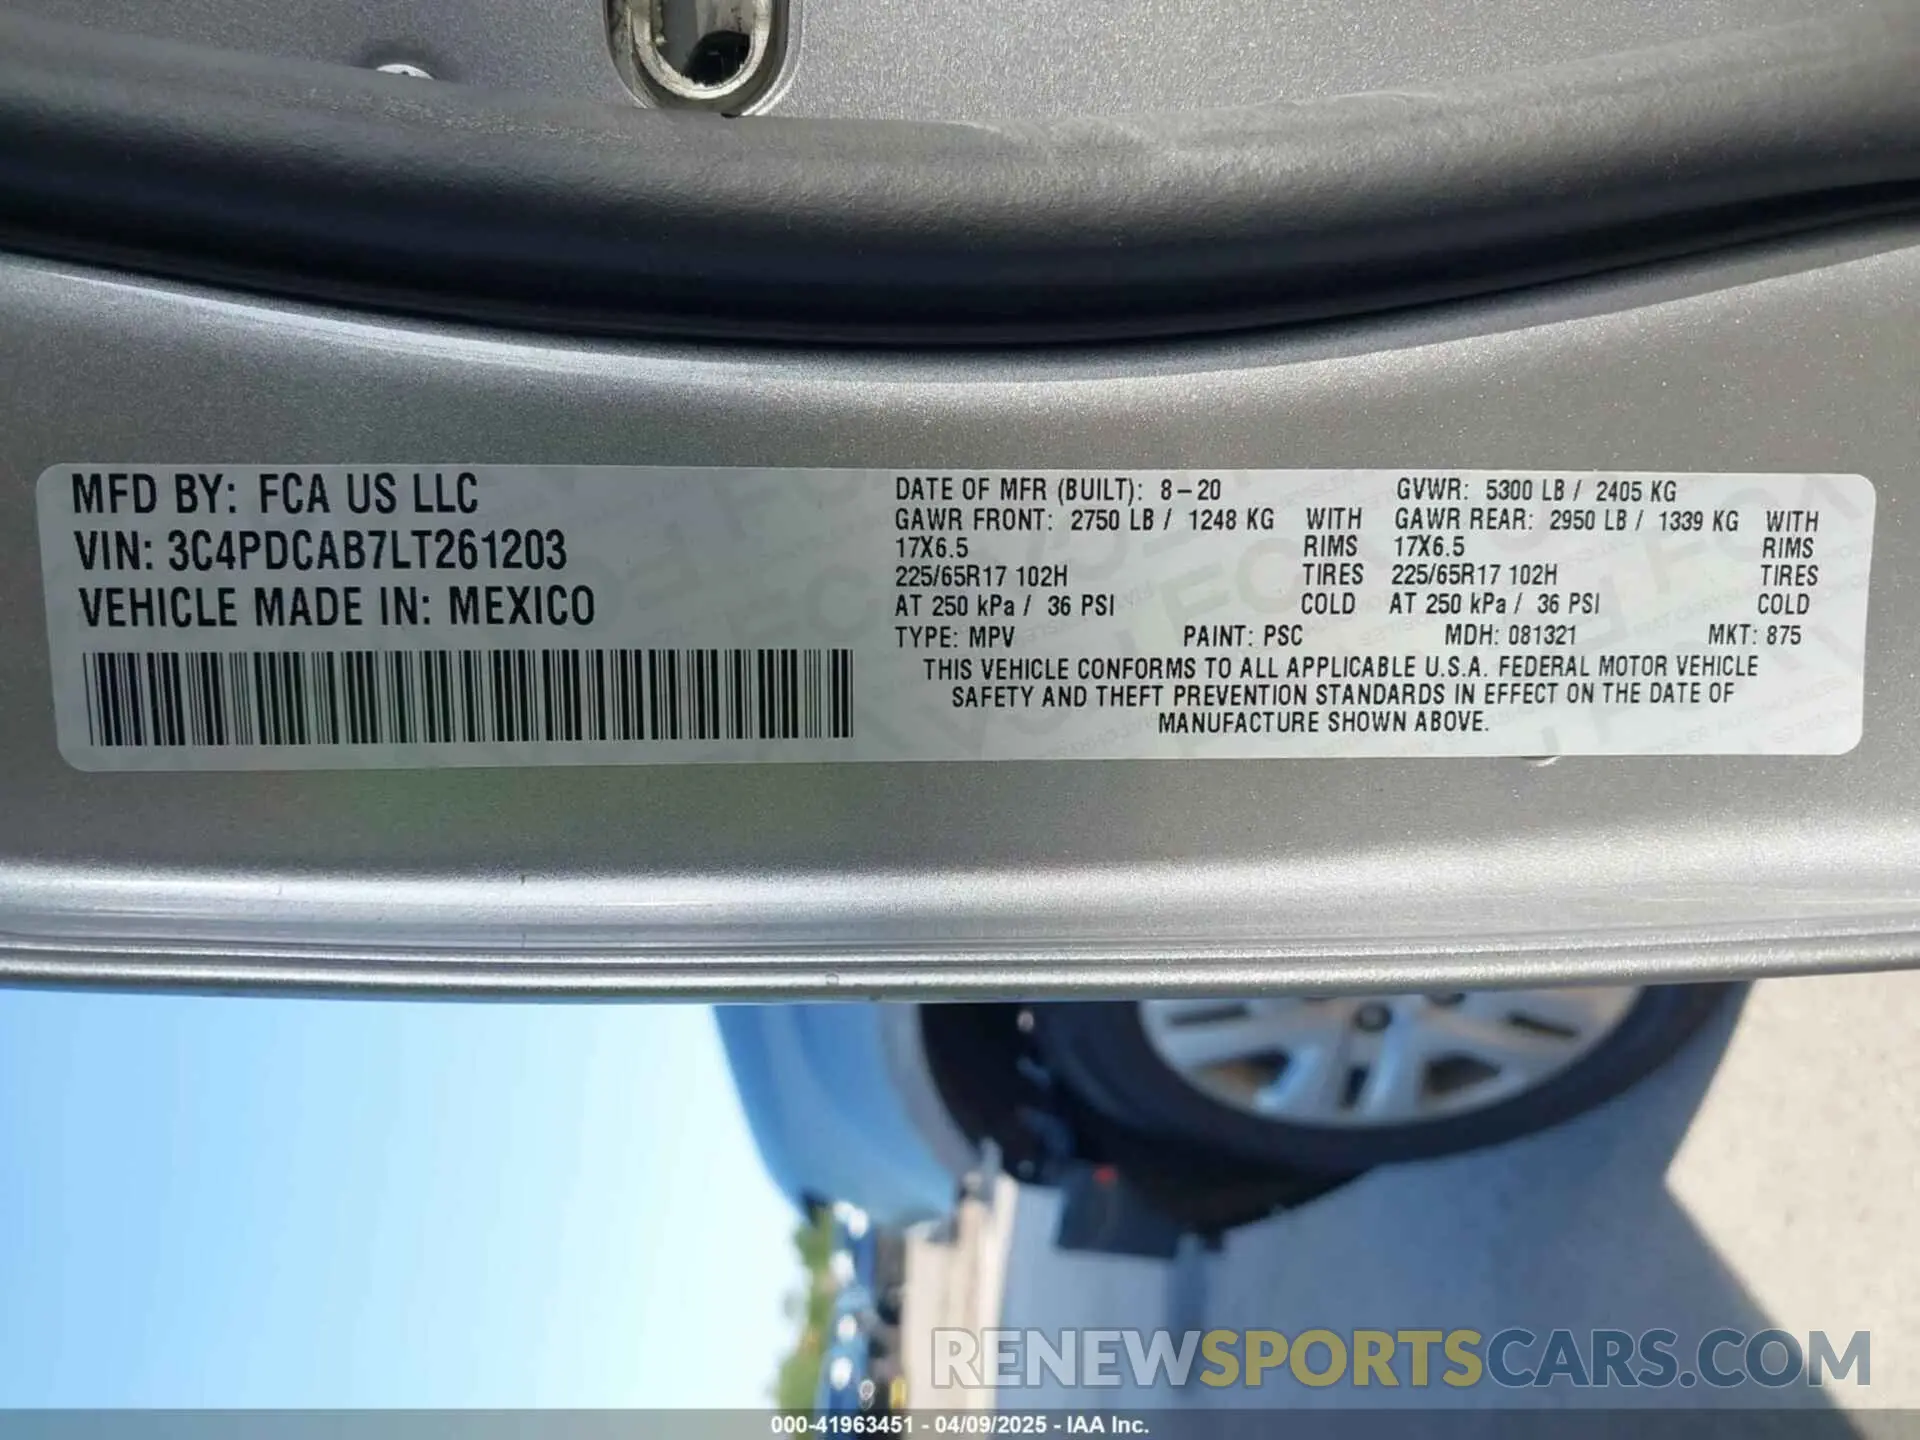 MFD BY: FCA US LLC
VIN: 3C4PDCAB7LT261203
VEHICLE MADE IN: MEXICO
DATE OF MFR (BUILT): 8-20 GVWR: 5300 LB / 2405 KG
GAWR FRONT: 2750 LB / 1248 KG WITH GAWR REAR: 2950 LB / 1339 KG WITH
17X6.5 RIMS 17X6.5 RIMS
225/65R17 102H TIRES 225/65R17 102H TIRES
AT 250 kPa / 36 PSI COLD AT 250 kPa / 36 PSI COLD
TYPE: MPV PAINT: PSC MDH: 081321 MKT: 875
THIS VEHICLE CONFORMS TO ALL APPLICABLE U.S.A. FEDERAL MOTOR VEHICLE
SAFETY AND THEFT PREVENTION STANDARDS IN EFFECT ON THE DATE OF
MANUFACTURE SHOWN ABOVE.
RENEWSPORTSCARS.COM
000-41963451 - 04/09/2025 - IAA Inc.